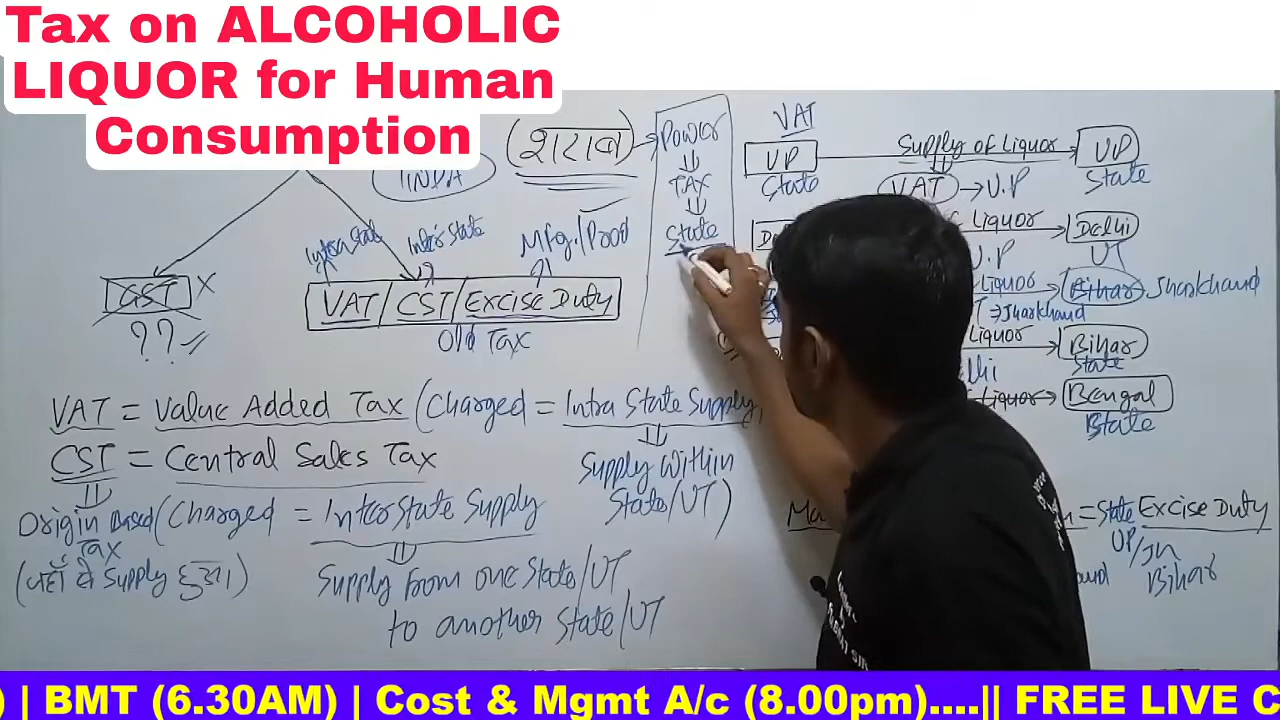 Tax on ALCOHOLIC
LIQUOR for Human
Consumption
(शराब)
Power
TAX
State
VAT
UP
State
Supply of Liquor
UP
State
VAT → U.P
INDIA
Intra State
Inter State
Mfg./Prod
GST X
??
VAT/CST/Excise Duty
Old Tax
Liquor
Delhi
UT
U.P
Liquor
Bihar Jharkhand
⇒Jharkhand
Liquor
Bihar
State
Liquor
Bengal
State
VAT = Value Added Tax (Charged = Intra State Supply,
Supply Within
State/UT)
CST = Central Sales Tax
Origin Based (Charged = Interstate Supply
Tax
(जहाँ से Supply हुआ)
Supply from one State/UT
to another State/UT
= State Excise Duty
UP/JH
Bihar
) | BMT (6.30AM) | Cost & Mgmt A/c (8.00pm)....|| FREE LIVE C